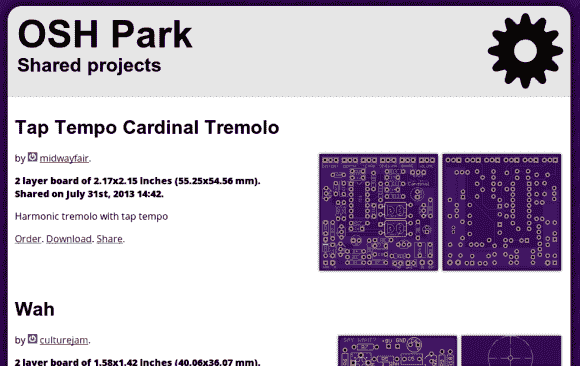 OSH Park
Shared projects
Tap Tempo Cardinal Tremolo
by midwayfair.
2 layer board of 2.17x2.15 inches (55.25x54.56 mm).
Shared on July 31st, 2013 14:42.
Harmonic tremolo with tap tempo
Order. Download. Share.
Wah
by culturejam.
2 layer board of 1.58x1.42 inches (40.06x36.07 mm).